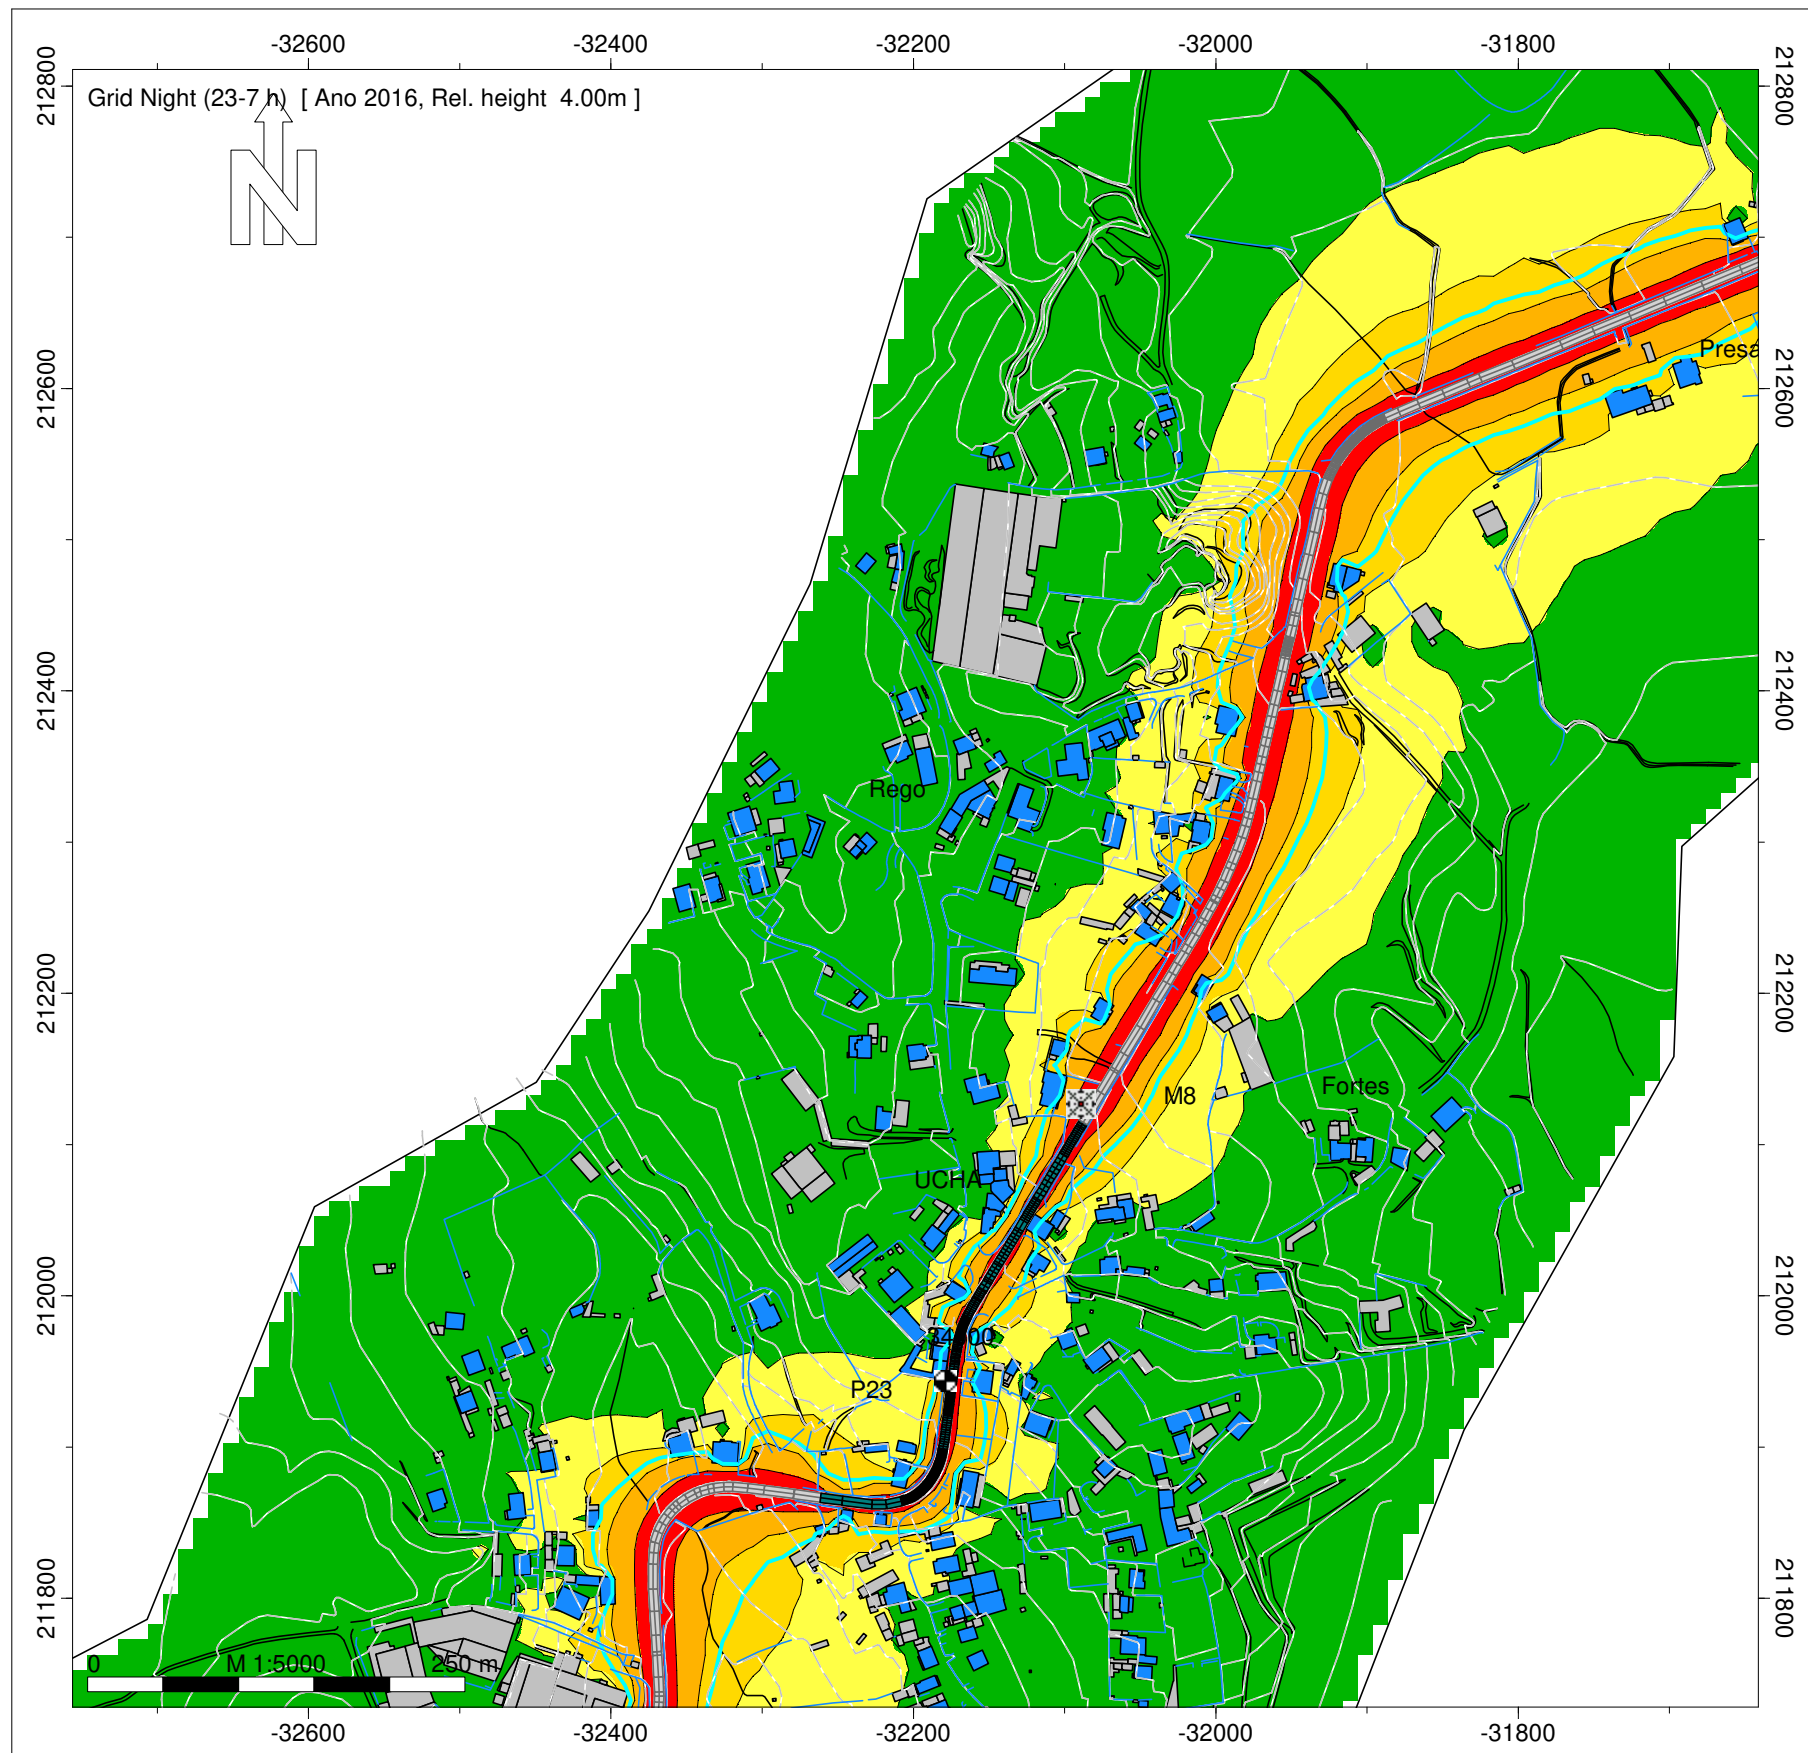 -32600 -32400 -32200 -32000 -31800
212800 212800
Grid Night (23-7 h) [ Ano 2016, Rel. height 4.00m ]
N
Presa
212600 212600
212400 212400
Rego
212200 212200
M8
Fortes
UCHA
212000 212000
34000
P23
211800 211800
0 M 1:5000 250 m
-32600 -32400 -32200 -32000 -31800